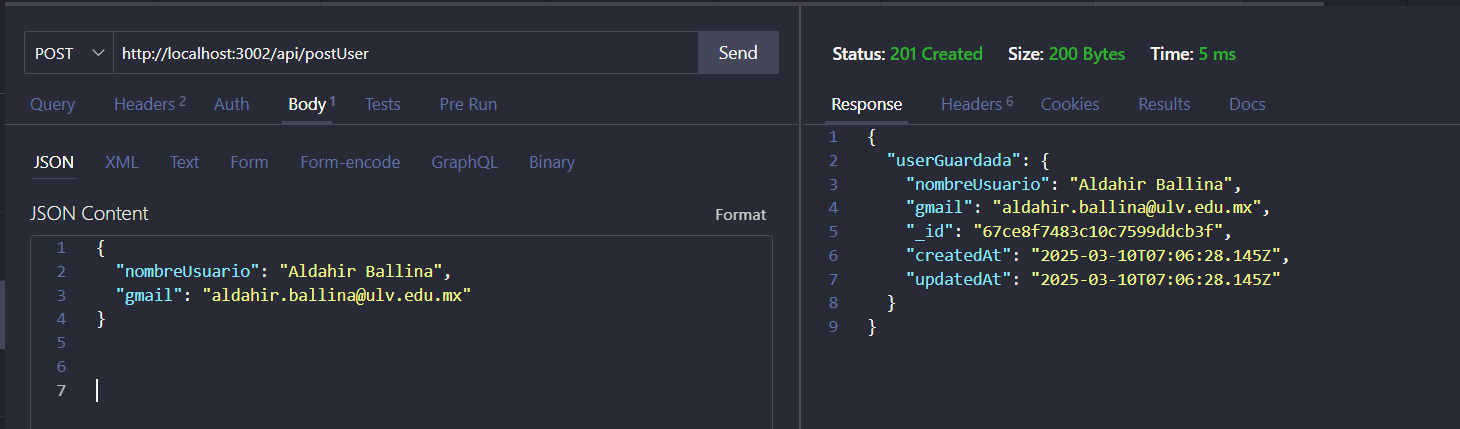 POST http://localhost:3002/api/postUser Send
Query Headers 2 Auth Body 1 Tests Pre Run
JSON XML Text Form Form-encode GraphQL Binary
JSON Content Format
1 {
2 "nombreUsuario": "Aldahir Ballina",
3 "gmail": "aldahir.ballina@ulv.edu.mx"
4 }
5
6
7
Status: 201 Created Size: 200 Bytes Time: 5 ms
Response Headers 6 Cookies Results Docs
1 {
2 "userGuardada": {
3 "nombreUsuario": "Aldahir Ballina",
4 "gmail": "aldahir.ballina@ulv.edu.mx",
5 "_id": "67ce8f7483c10c7599ddcb3f",
6 "createdAt": "2025-03-10T07:06:28.145Z",
7 "updatedAt": "2025-03-10T07:06:28.145Z"
8 }
9 }